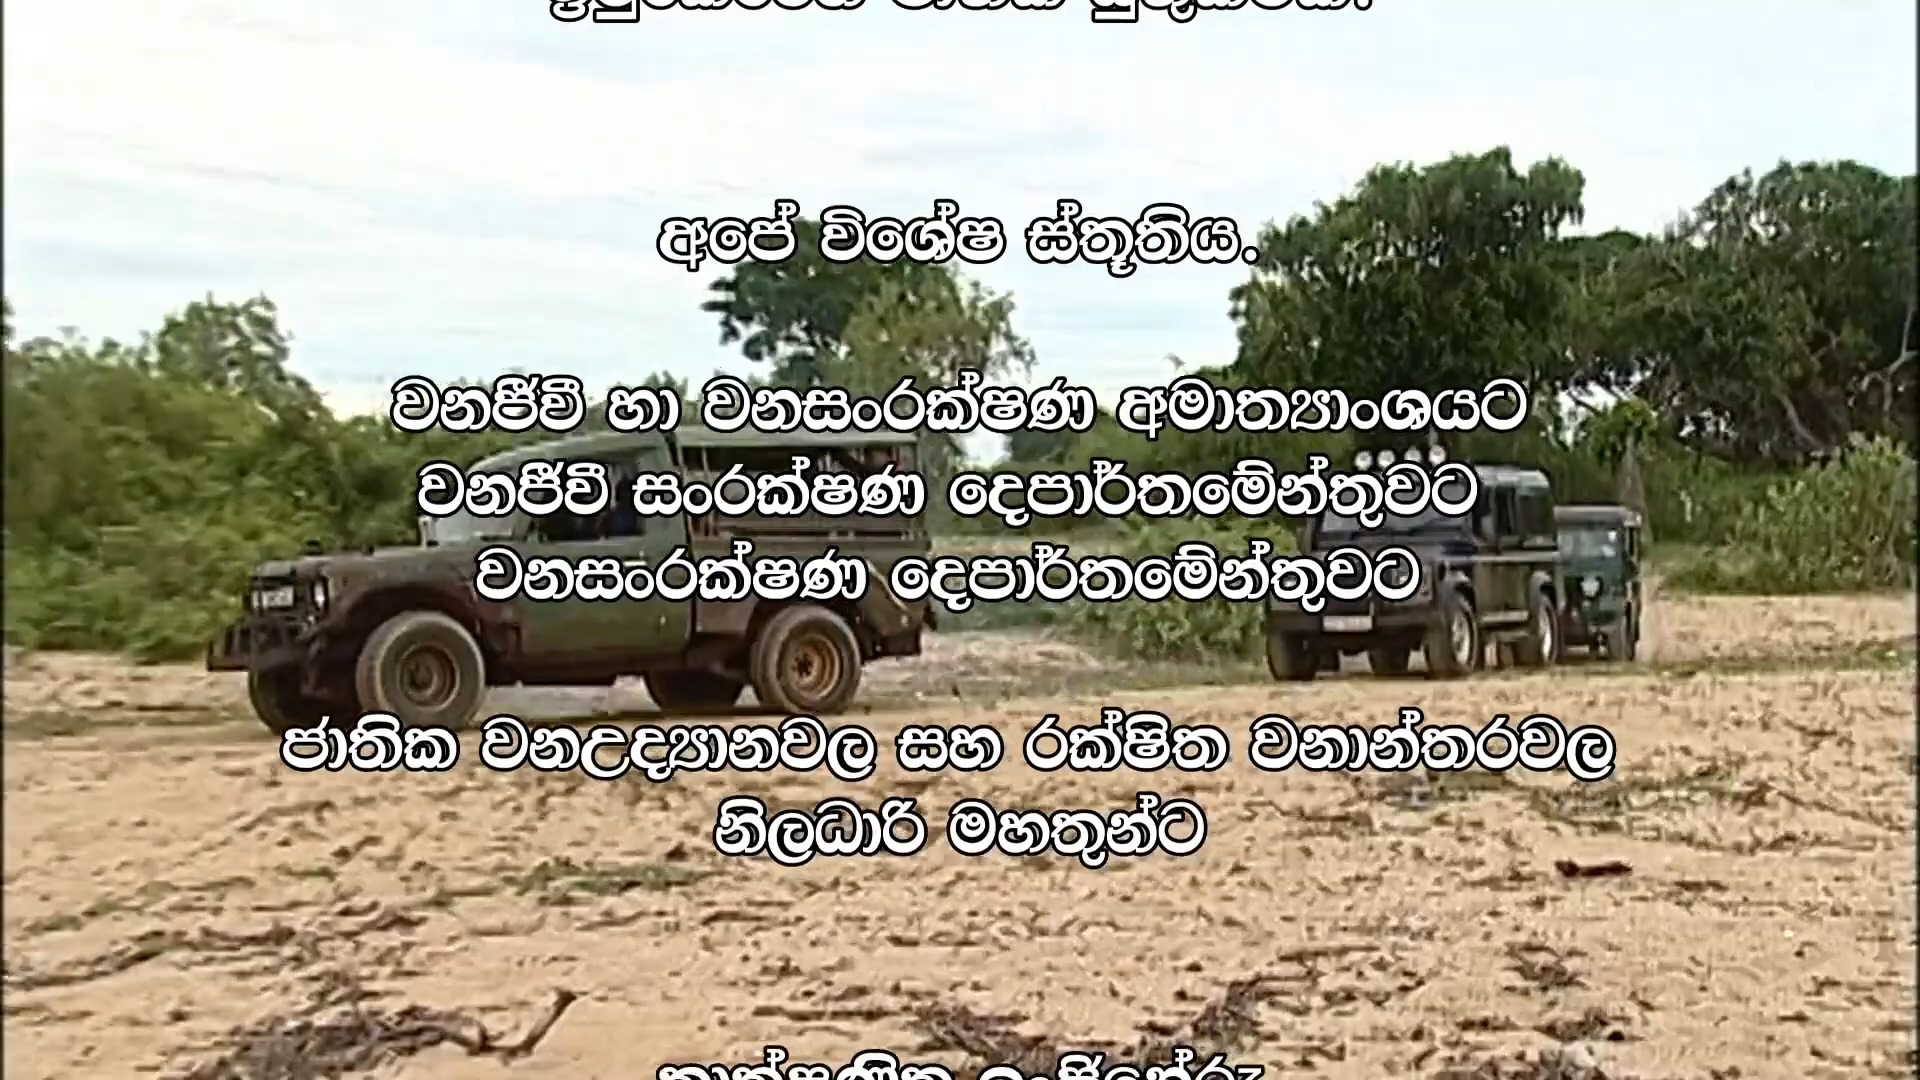 අපේ විශේෂ ස්තූතිය.
වනජීවී හා වනසංරක්ෂණ අමාත්‍යාංශයට
වනජීවී සංරක්ෂණ දෙපාර්තමේන්තුවට
වනසංරක්ෂණ දෙපාර්තමේන්තුවට
ජාතික වනඋද්‍යානවල සහ රක්ෂිත වනාන්තරවල
නිලධාරි මහතුන්ට